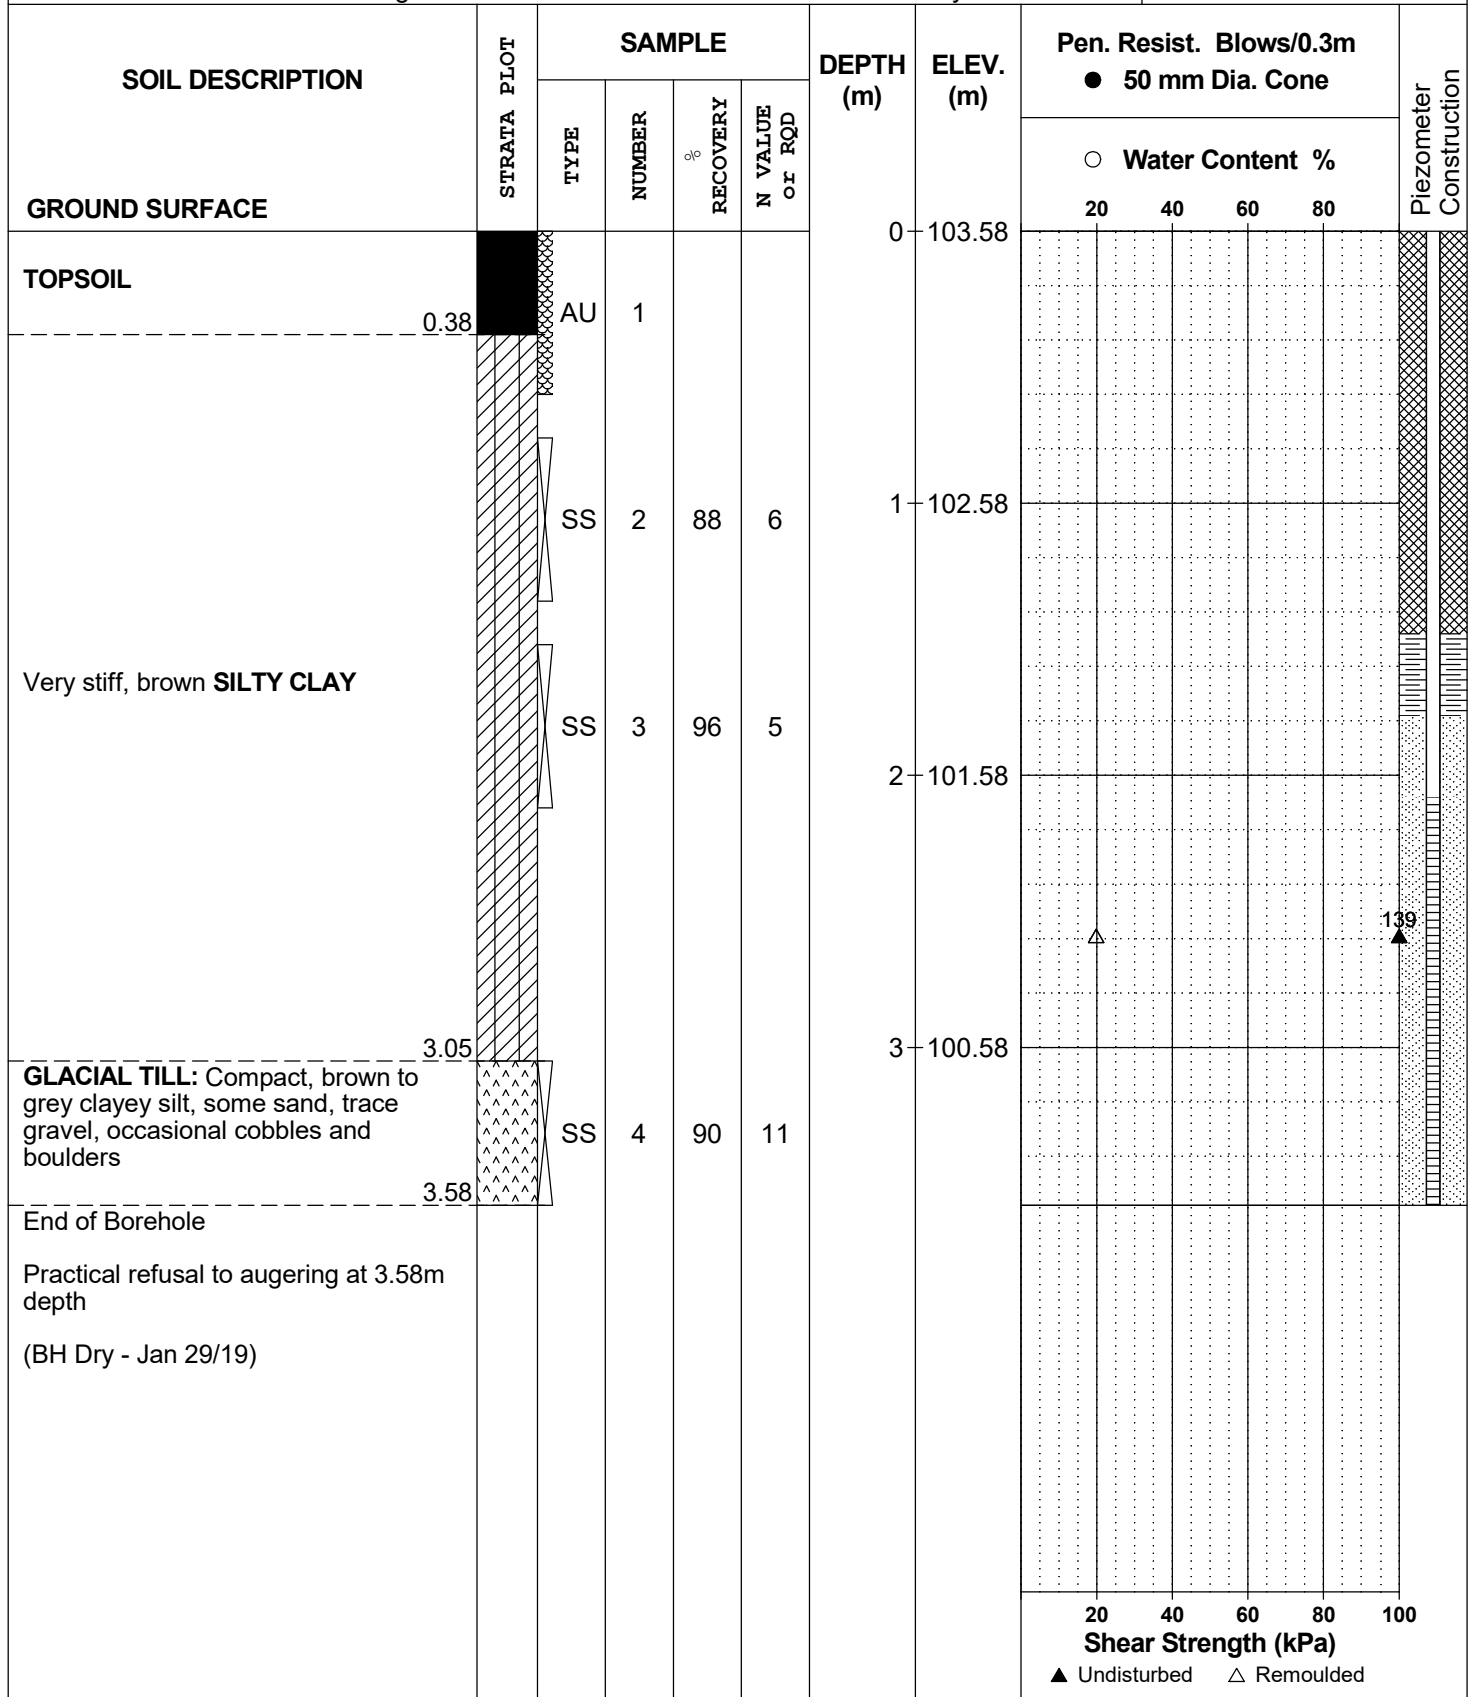 SOIL DESCRIPTION
GROUND SURFACE
STRATA PLOT
SAMPLE
TYPE
NUMBER
%
RECOVERY
N VALUE
or RQD
DEPTH
(m)
ELEV.
(m)
Pen. Resist. Blows/0.3m
● 50 mm Dia. Cone
○ Water Content %
20 40 60 80
Piezometer
Construction
0 103.58
TOPSOIL
0.38
AU 1
SS 2 88 6
1 102.58
Very stiff, brown SILTY CLAY
SS 3 96 5
2 101.58
139
3.05
3 100.58
GLACIAL TILL: Compact, brown to
grey clayey silt, some sand, trace
gravel, occasional cobbles and
boulders
SS 4 90 11
3.58
End of Borehole
Practical refusal to augering at 3.58m
depth
(BH Dry - Jan 29/19)
20 40 60 80 100
Shear Strength (kPa)
▲ Undisturbed △ Remoulded